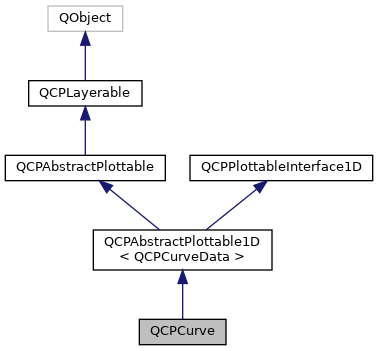 QObject
QCPLayerable
QCPAbstractPlottable
QCPPlottableInterface1D
QCPAbstractPlottable1D
< QCPCurveData >
QCPCurve